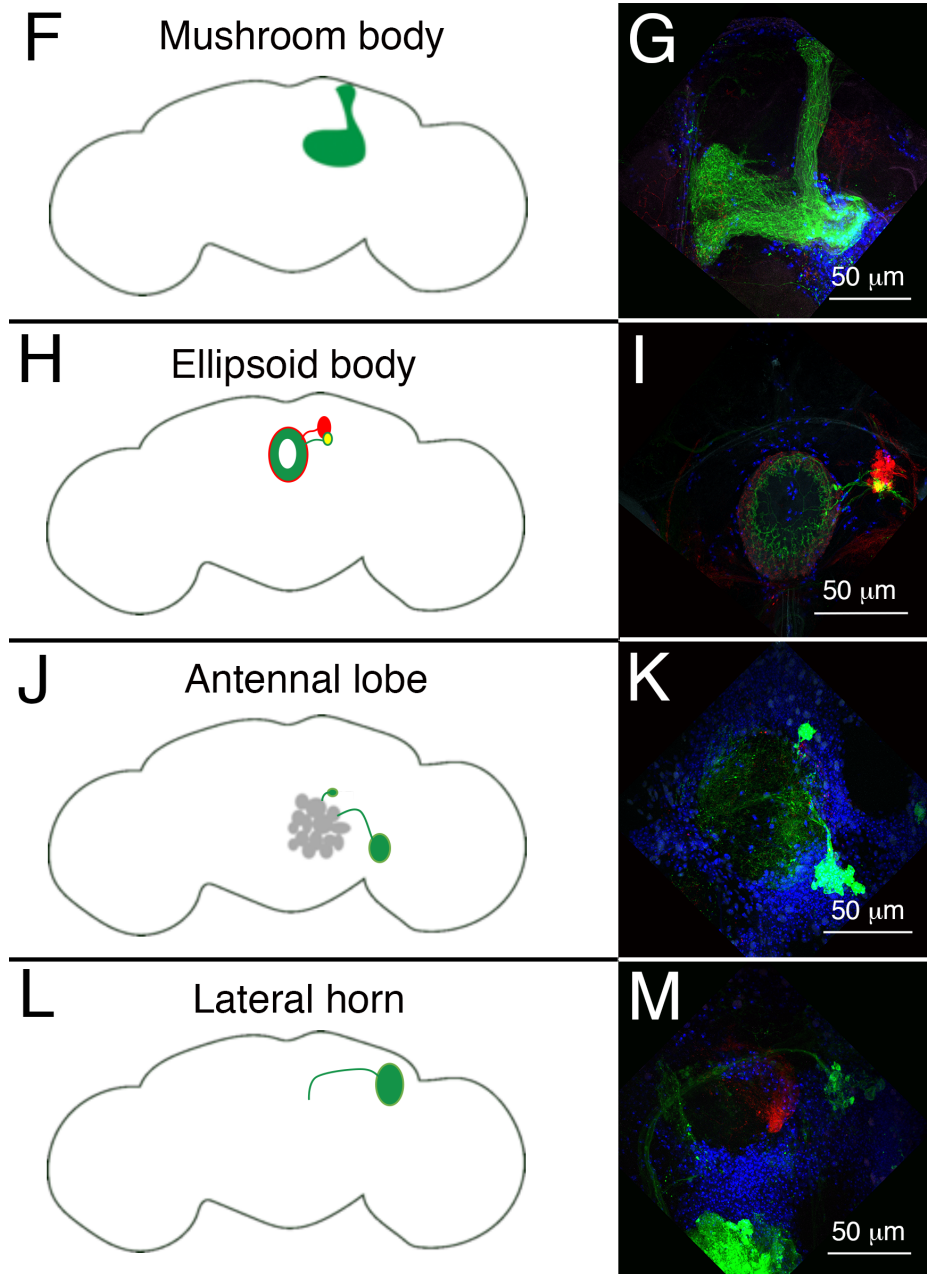 F
Mushroom body
G
50 μm
H
Ellipsoid body
I
50 μm
J
Antennal lobe
K
50 μm
L
Lateral horn
M
50 μm